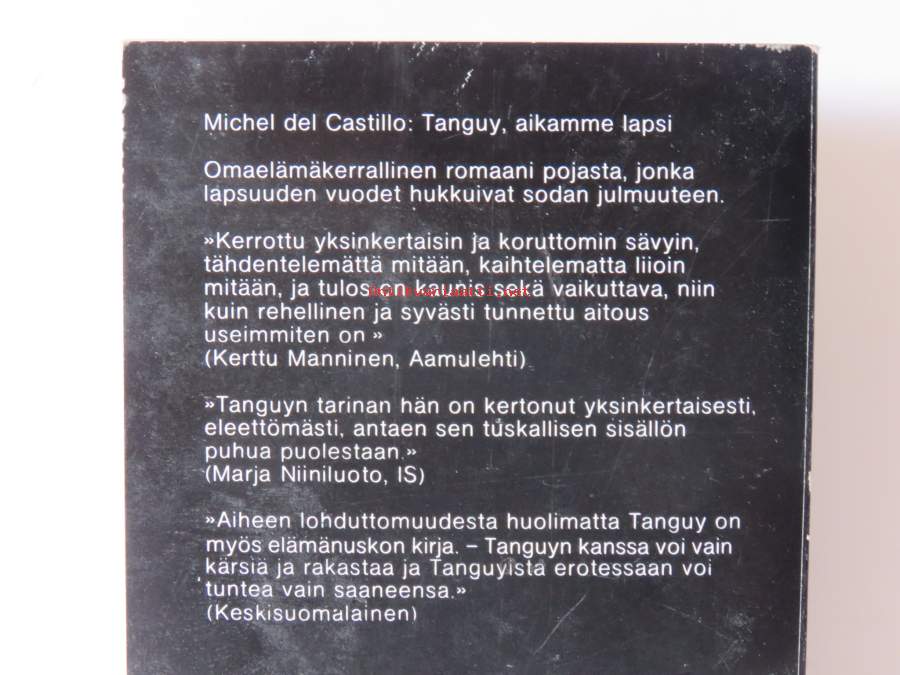 Michel del Castillo: Tanguy, aikamme lapsi
Omaelämäkerrallinen romaani pojasta, jonka
lapsuuden vuodet hukkuivat sodan julmuuteen.
»Kerrottu yksinkertaisin ja koruttomin sävyin,
tähdentelemättä mitään, kaihtelematta liioin
mitään, ja tulos on kaunis sekä vaikuttava, niin
kuin rehellinen ja syvästi tunnettu aitous
useimmiten on»
(Kerttu Manninen, Aamulehti)
»Tanguyn tarinan hän on kertonut yksinkertaisesti,
eleettömästi, antaen sen tuskallisen sisällön
puhua puolestaan.»
(Marja Niiniluoto, IS)
»Aiheen lohduttomuudesta huolimatta Tanguy on
myös elämänuskon kirja. – Tanguyn kanssa voi vain
kärsiä ja rakastaa ja Tanguyista erotessaan voi
tuntea vain saaneensa.»
(Keskisuomalainen)